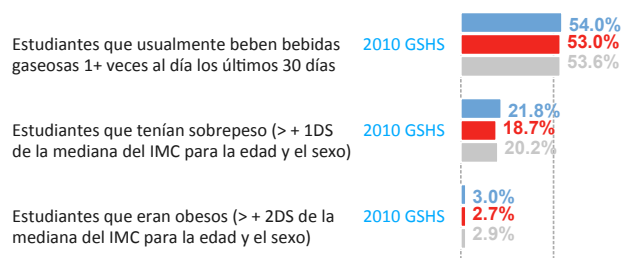 54.0%
Estudiantes que usualmente beben bebidas 2010 GSHS 53.0%
gaseosas 1+ veces al día los últimos 30 días 53.6%
21.8%
Estudiantes que tenían sobrepeso (> + 1DS 2010 GSHS 18.7%
de la mediana del IMC para la edad y el sexo) 20.2%
3.0%
Estudiantes que eran obesos (> + 2DS de la 2010 GSHS 2.7%
mediana del IMC para la edad y el sexo) 2.9%